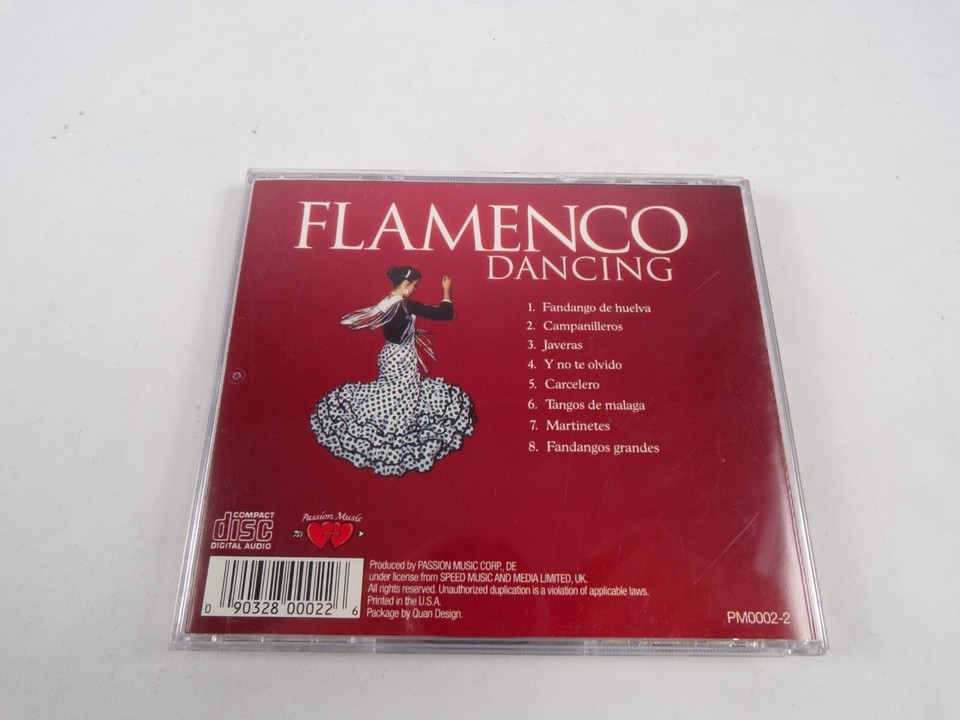 FLAMENCO
DANCING
1. Fandango de huelva
2. Campanilleros
3. Javeras
4. Y no te olvido
5. Carcelero
6. Tangos de malaga
7. Martinetes
8. Fandangos grandes
COMPACT
disc
DIGITAL AUDIO
Passion Music
Produced by PASSION MUSIC CORP., DE
under license from SPEED MUSIC AND MEDIA LIMITED, UK.
All rights reserved. Unauthorized duplication is a violation of applicable laws.
Printed in the U.S.A.
Package by Quan Design.
0 90328 00022 6
PM0002-2